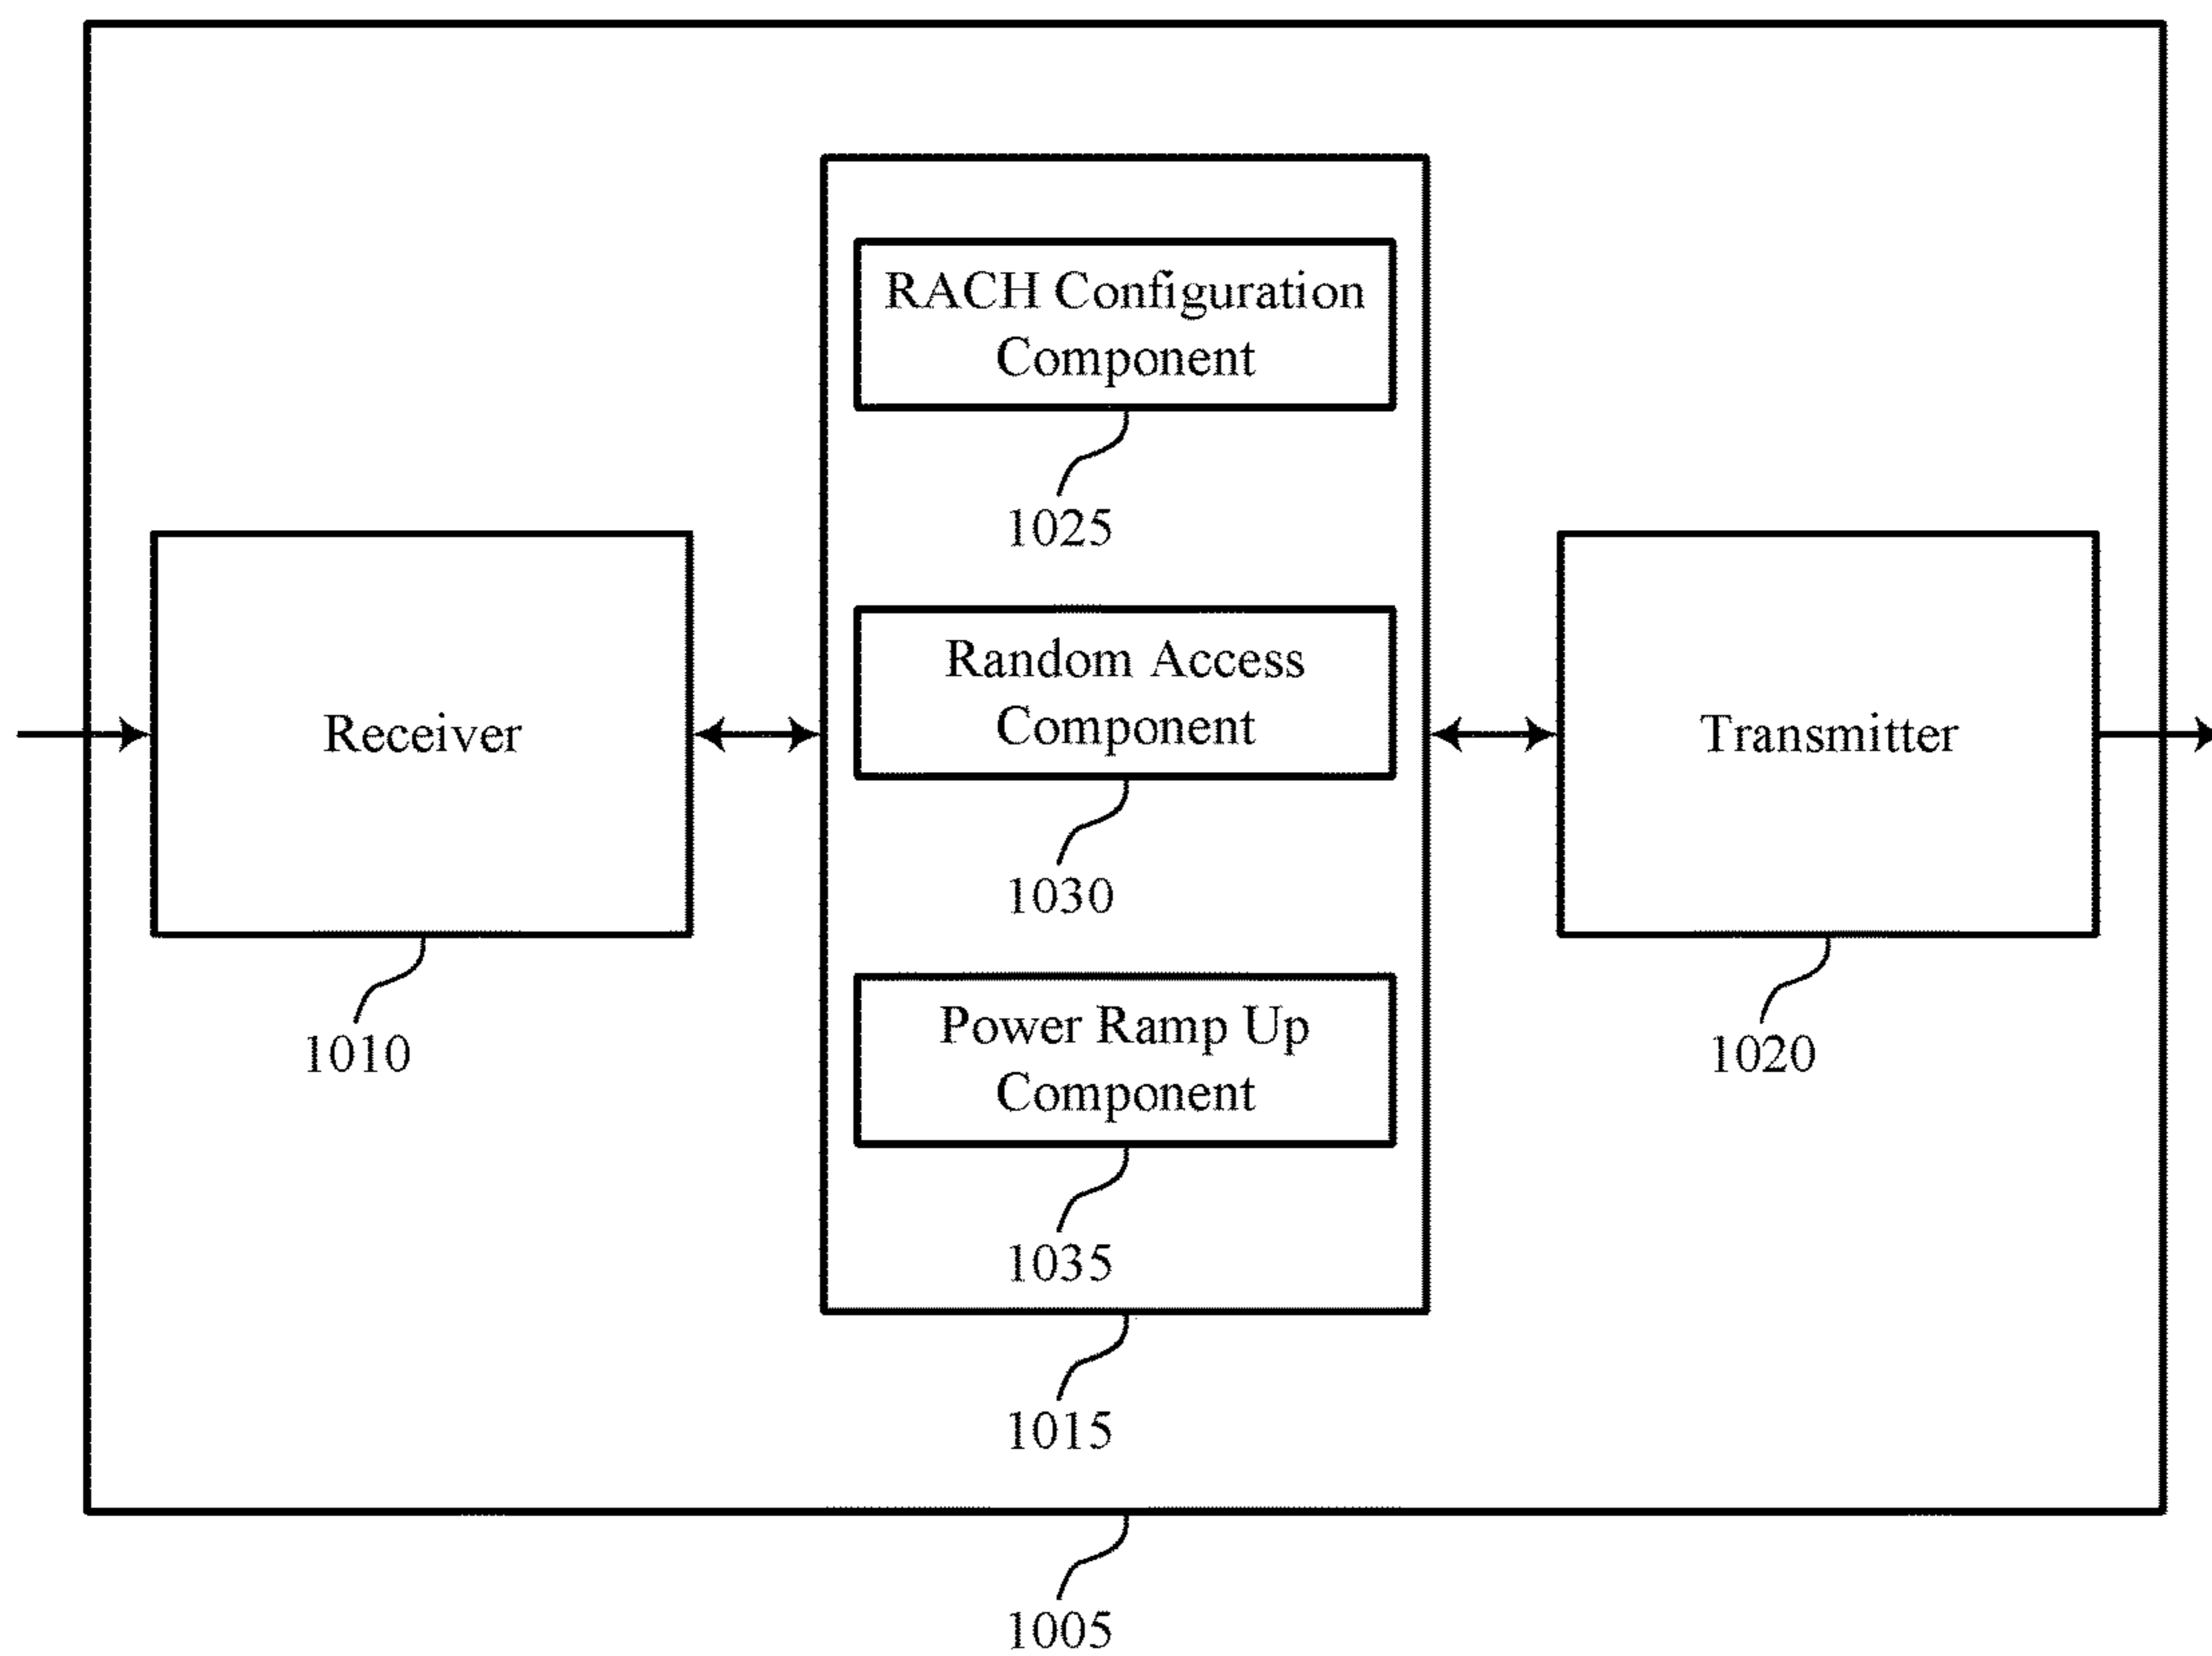 RACH Configuration
Component
1025
Receiver
1010
Random Access
Component
1030
Transmitter
1020
Power Ramp Up
Component
1035
1015
1005